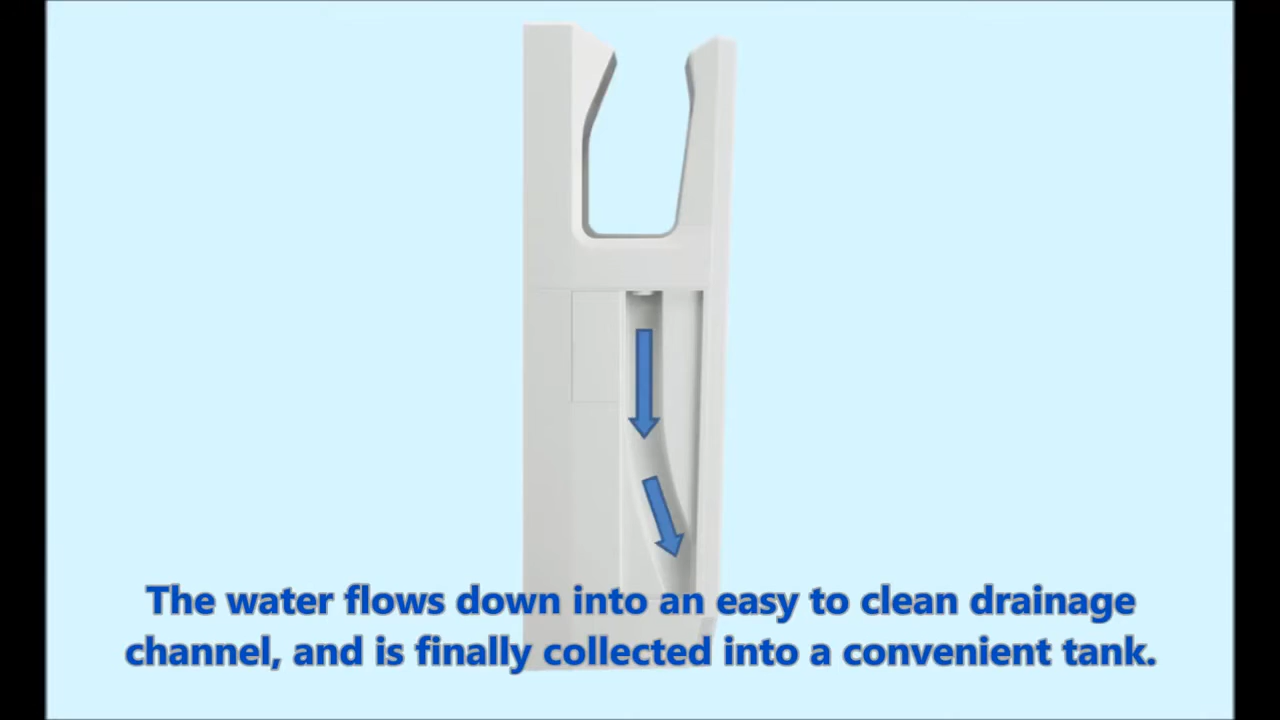 The water flows down into an easy to clean drainage
channel, and is finally collected into a convenient tank.